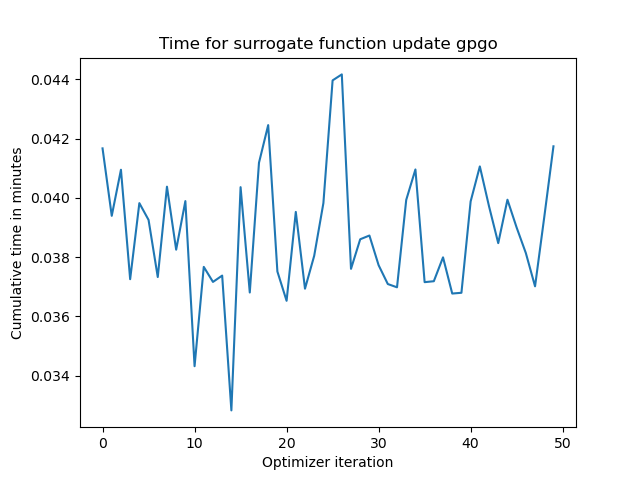 Time for surrogate function update gpgo
0.044
0.042
0.040
0.038
0.036
0.034
Cumulative time in minutes
0 10 20 30 40 50
Optimizer iteration